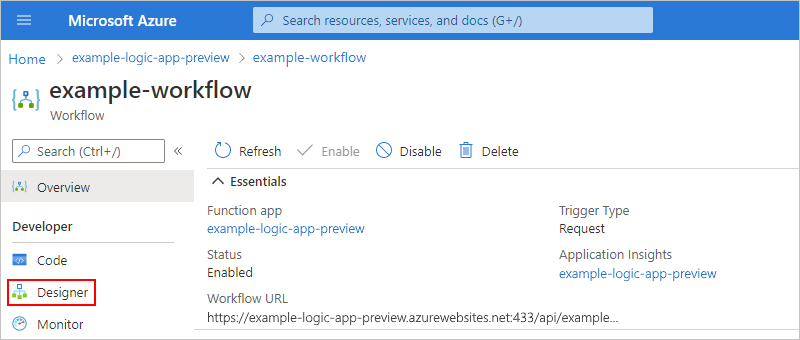 Microsoft Azure
Search resources, services, and docs (G+/)
Home > example-logic-app-preview > example-workflow
example-workflow
Workflow
Search (Ctrl+/) «
Refresh Enable Disable Delete
Overview
Developer
Code
Designer
Monitor
Essentials
Function app
example-logic-app-preview
Status
Enabled
Workflow URL
https://example-logic-app-preview.azurewebsites.net:433/api/example...
Trigger Type
Request
Application Insights
example-logic-app-preview